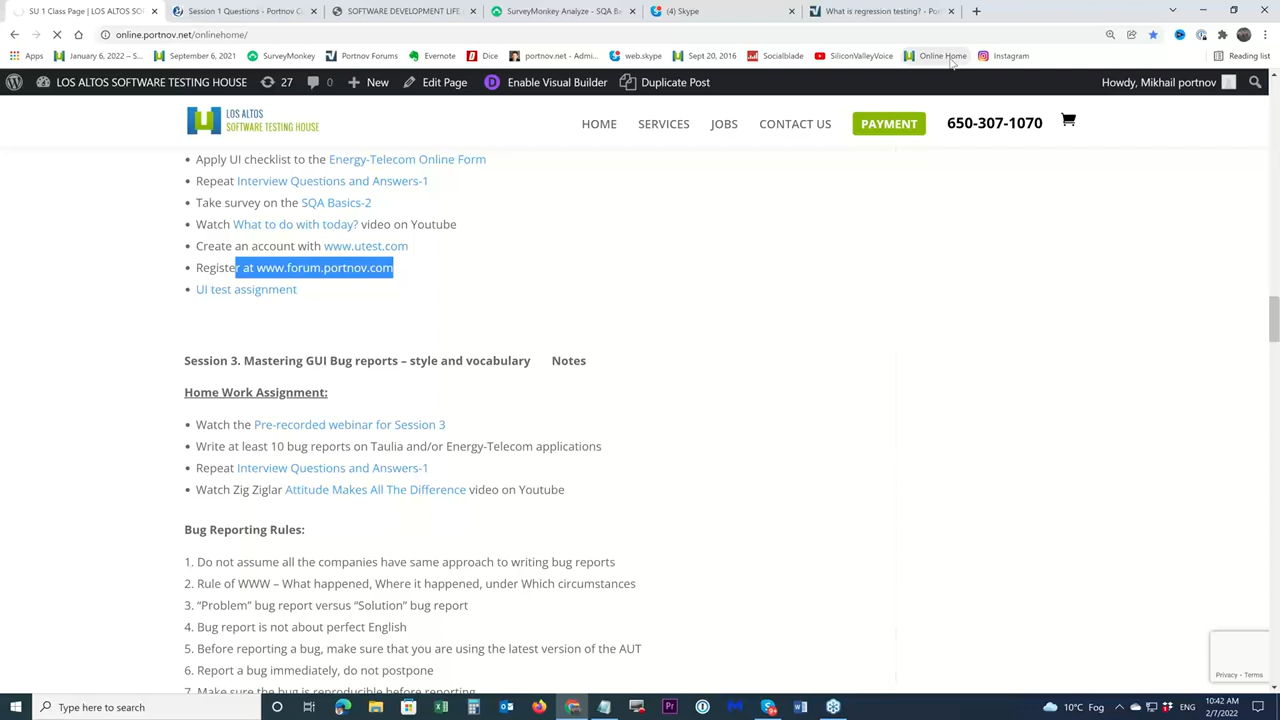 SU 1 Class Page | LOS ALTOS S
Session 1 Questions - Portnov C
SOFTWARE DEVELOPMENT LIFE
SurveyMonkey Analyze - SQA B
(4) Skype
What is regression testing? - Por
online.portnov.net/onlinehome/
Apps
January 6, 2022 – S...
September 6, 2021
SurveyMonkey
Portnov Forums
Evernote
Dice
portnov.net - Admi...
web.skype
Sept 20, 2016
Socialblade
SiliconValleyVoice
Online Home
Instagram
Reading list
LOS ALTOS SOFTWARE TESTING HOUSE
27
0
New
Edit Page
Enable Visual Builder
Duplicate Post
Howdy, Mikhail portnov
LOS ALTOS
SOFTWARE TESTING HOUSE
HOME
SERVICES
JOBS
CONTACT US
PAYMENT
650-307-1070
• Apply UI checklist to the Energy-Telecom Online Form
• Repeat Interview Questions and Answers-1
• Take survey on the SQA Basics-2
• Watch What to do with today? video on Youtube
• Create an account with www.utest.com
• Register at www.forum.portnov.com
• UI test assignment
Session 3. Mastering GUI Bug reports – style and vocabulary Notes
Home Work Assignment:
• Watch the Pre-recorded webinar for Session 3
• Write at least 10 bug reports on Taulia and/or Energy-Telecom applications
• Repeat Interview Questions and Answers-1
• Watch Zig Ziglar Attitude Makes All The Difference video on Youtube
Bug Reporting Rules:
1. Do not assume all the companies have same approach to writing bug reports
2. Rule of WWW – What happened, Where it happened, under Which circumstances
3. “Problem” bug report versus “Solution” bug report
4. Bug report is not about perfect English
5. Before reporting a bug, make sure that you are using the latest version of the AUT
6. Report a bug immediately, do not postpone
7. Make sure the bug is reproducible before reporting
Privacy - Terms
Type here to search
10°C Fog
10:42 AM
2/7/2022